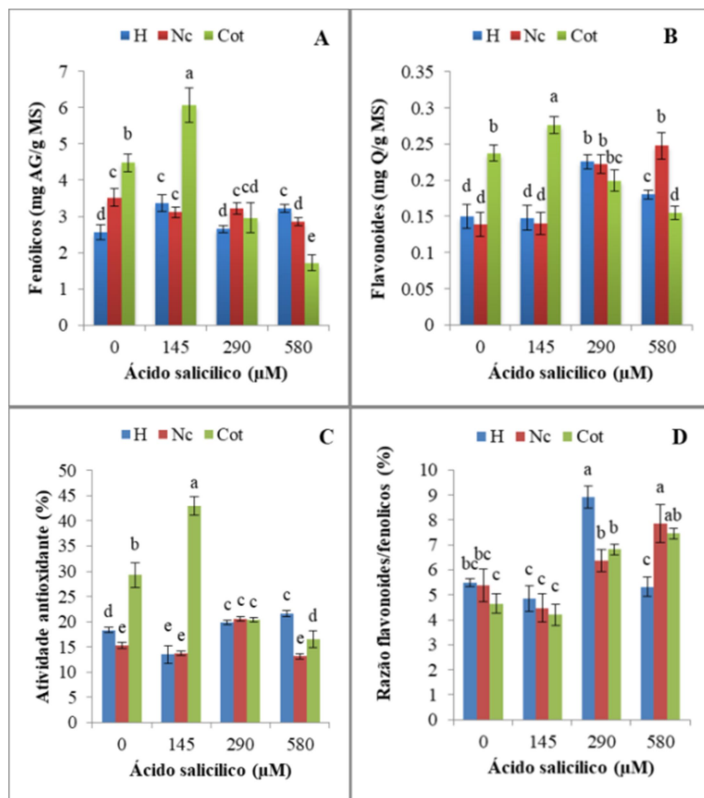 H Nc Cot
A
Fenólicos (mg AG/g MS)
7
6
5
4
3
2
1
0
d c b
c c a
d c cd
c d e
0 145 290 580
Ácido salicílico (µM)
H Nc Cot
B
Flavonoides (mg Q/g MS)
0.35
0.3
0.25
0.2
0.15
0.1
0.05
0
d d b
d d a
b b bc
c b d
0 145 290 580
Ácido salicílico (µM)
H Nc Cot
C
Atividade antioxidante (%)
50
45
40
35
30
25
20
15
10
5
0
d e b
e e a
c c c
c e d
0 145 290 580
Ácido salicílico (µM)
H Nc Cot
D
Razão flavonoides/fenolicos (%)
10
9
8
7
6
5
4
3
2
1
0
bc bc c
c c c
a b b
c a ab
0 145 290 580
Ácido salicílico (µM)